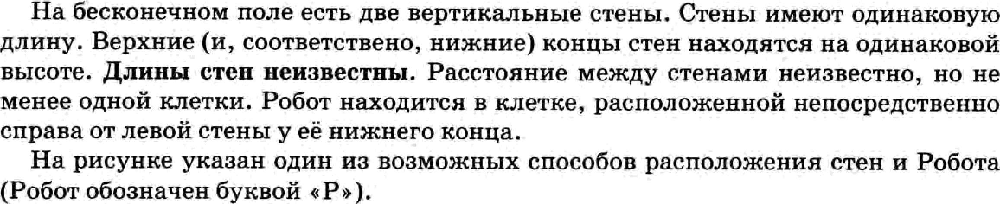 На бесконечном поле есть две вертикальные стены. Стены имеют одинаковую
длину. Верхние (и, соответствено, нижние) концы стен находятся на одинаковой
высоте. Длины стен неизвестны. Расстояние между стенами неизвестно, но не
менее одной клетки. Робот находится в клетке, расположенной непосредственно
справа от левой стены у её нижнего конца.
На рисунке указан один из возможных способов расположения стен и Робота
(Робот обозначен буквой «Р»).